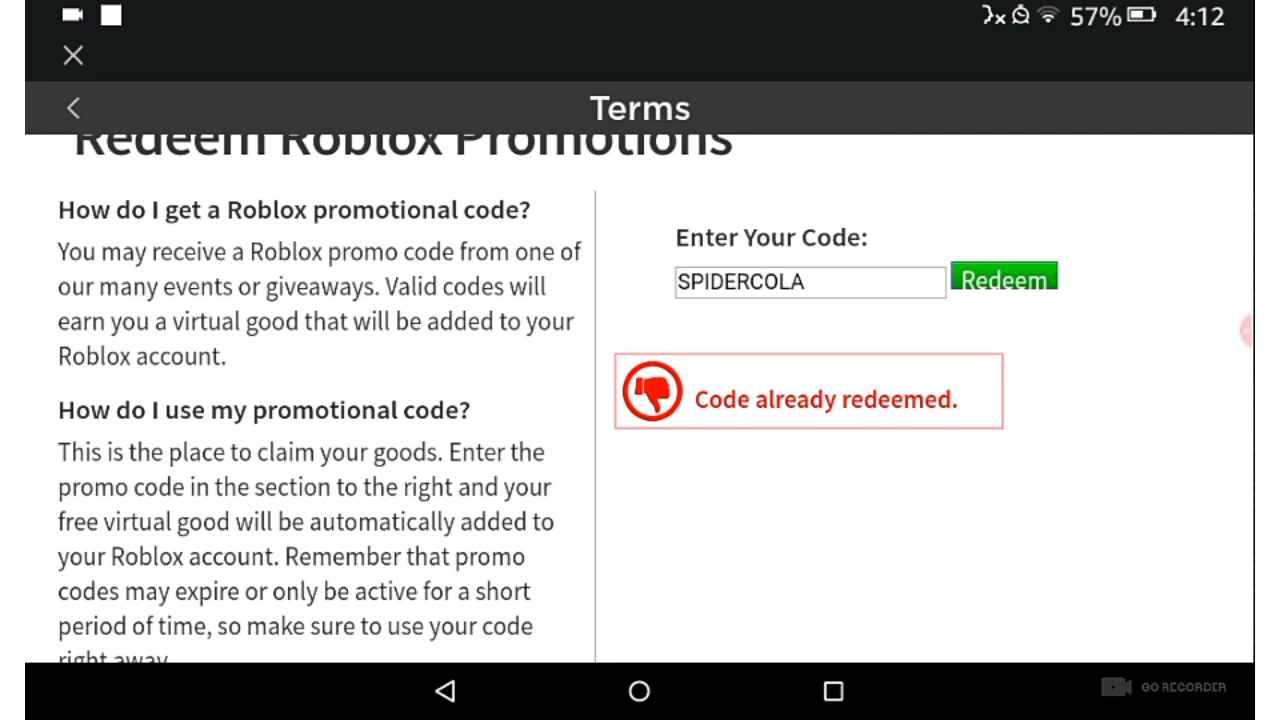 57% 4:12
Terms
Redeem Roblox Promotions
How do I get a Roblox promotional code?
You may receive a Roblox promo code from one of
our many events or giveaways. Valid codes will
earn you a virtual good that will be added to your
Roblox account.
How do I use my promotional code?
This is the place to claim your goods. Enter the
promo code in the section to the right and your
free virtual good will be automatically added to
your Roblox account. Remember that promo
codes may expire or only be active for a short
period of time, so make sure to use your code
right away
Enter Your Code:
SPIDERCOLA
Redeem
Code already redeemed.
GO RECORDER